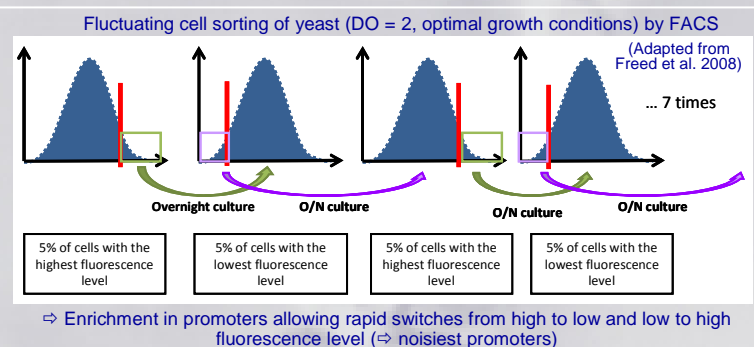 Fluctuating cell sorting of yeast (DO = 2, optimal growth conditions) by FACS
(Adapted from
Freed et al. 2008)
... 7 times
Overnight culture
O/N culture
O/N culture
O/N culture
5% of cells with the
highest fluorescence
level
5% of cells with the
lowest fluorescence
level
5% of cells with the
highest fluorescence
level
5% of cells with the
lowest fluorescence
level
⇨ Enrichment in promoters allowing rapid switches from high to low and low to high
fluorescence level (⇨ noisiest promoters)